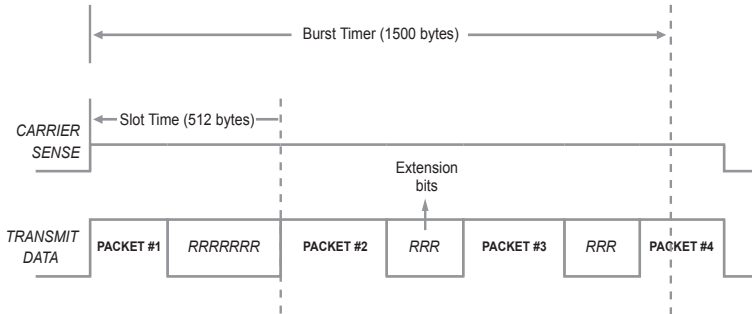 Burst Timer (1500 bytes)
Slot Time (512 bytes)
CARRIER
SENSE
Extension
bits
TRANSMIT
DATA
PACKET #1
RRRRRRR
PACKET #2
RRR
PACKET #3
RRR
PACKET #4